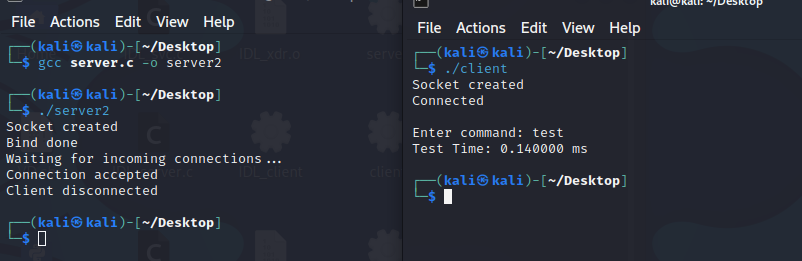 File Actions Edit View Help
┌──(kali㉿kali)-[~/Desktop]
└─$ gcc server.c -o server2
┌──(kali㉿kali)-[~/Desktop]
└─$ ./server2
Socket created
Bind done
Waiting for incoming connections...
Connection accepted
Client disconnected
┌──(kali㉿kali)-[~/Desktop]
└─$
kali@kali: ~/Desktop
File Actions Edit View Help
┌──(kali㉿kali)-[~/Desktop]
└─$ ./client
Socket created
Connected
Enter command: test
Test Time: 0.140000 ms
┌──(kali㉿kali)-[~/Desktop]
└─$
IDL_xdr.o
IDL_client